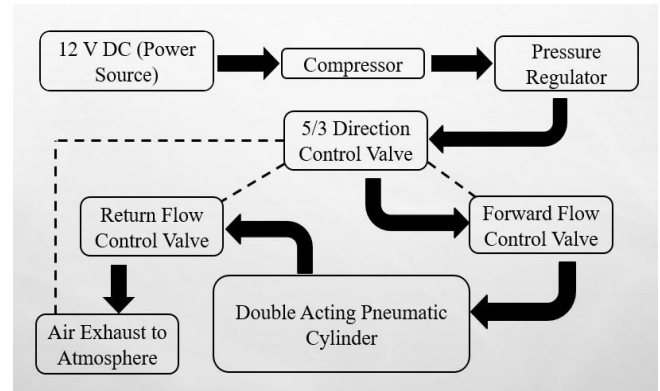 12 V DC (Power
Source)
Compressor
Pressure
Regulator
5/3 Direction
Control Valve
Return Flow
Control Valve
Forward Flow
Control Valve
Double Acting Pneumatic
Cylinder
Air Exhaust to
Atmosphere